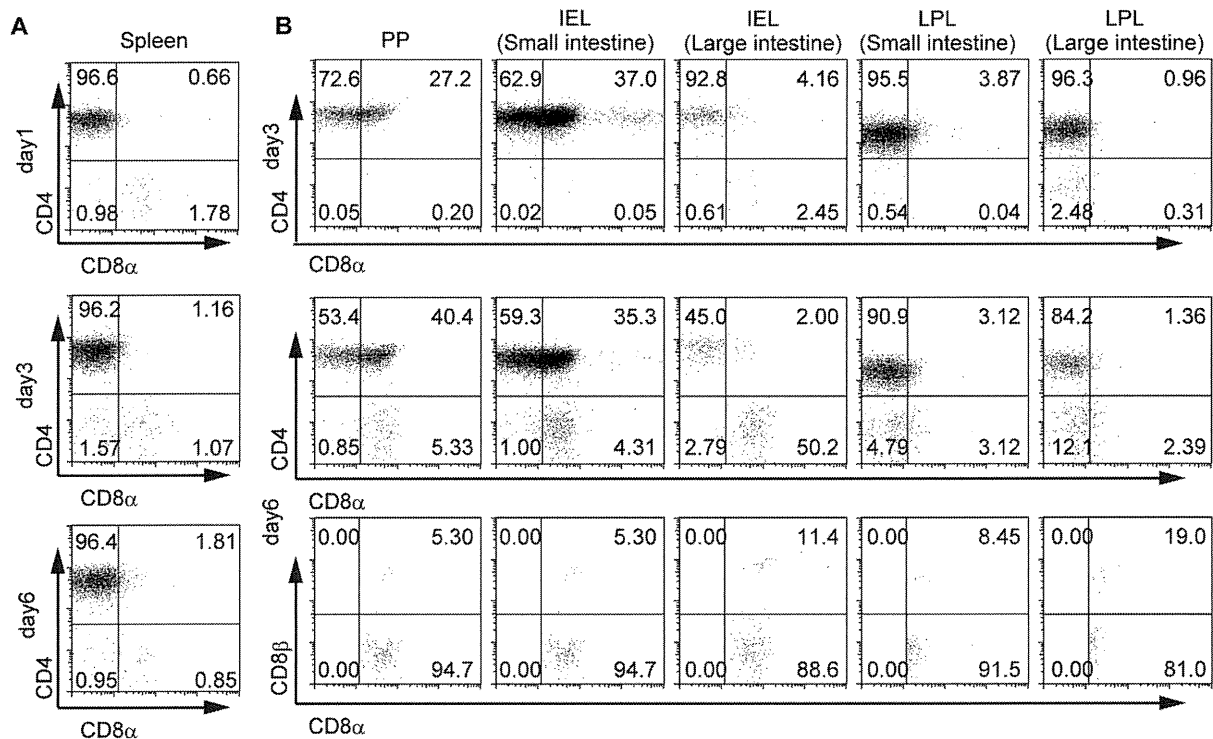 A
Spleen
96.6 0.66
0.98 1.78
day1
CD4
CD8α
96.2 1.16
1.57 1.07
day3
CD4
CD8α
96.4 1.81
0.95 0.85
day6
CD4
CD8α
B
PP
IEL
(Small intestine)
IEL
(Large intestine)
LPL
(Small intestine)
LPL
(Large intestine)
72.6 27.2 62.9 37.0 92.8 4.16 95.5 3.87 96.3 0.96
0.05 0.20 0.02 0.05 0.61 2.45 0.54 0.04 2.48 0.31
day3
CD4
CD8α
53.4 40.4 59.3 35.3 45.0 2.00 90.9 3.12 84.2 1.36
0.85 5.33 1.00 4.31 2.79 50.2 4.79 3.12 12.1 2.39
CD4
CD8α
day6
0.00 5.30 0.00 5.30 0.00 11.4 0.00 8.45 0.00 19.0
0.00 94.7 0.00 94.7 0.00 88.6 0.00 91.5 0.00 81.0
CD8β
CD8α